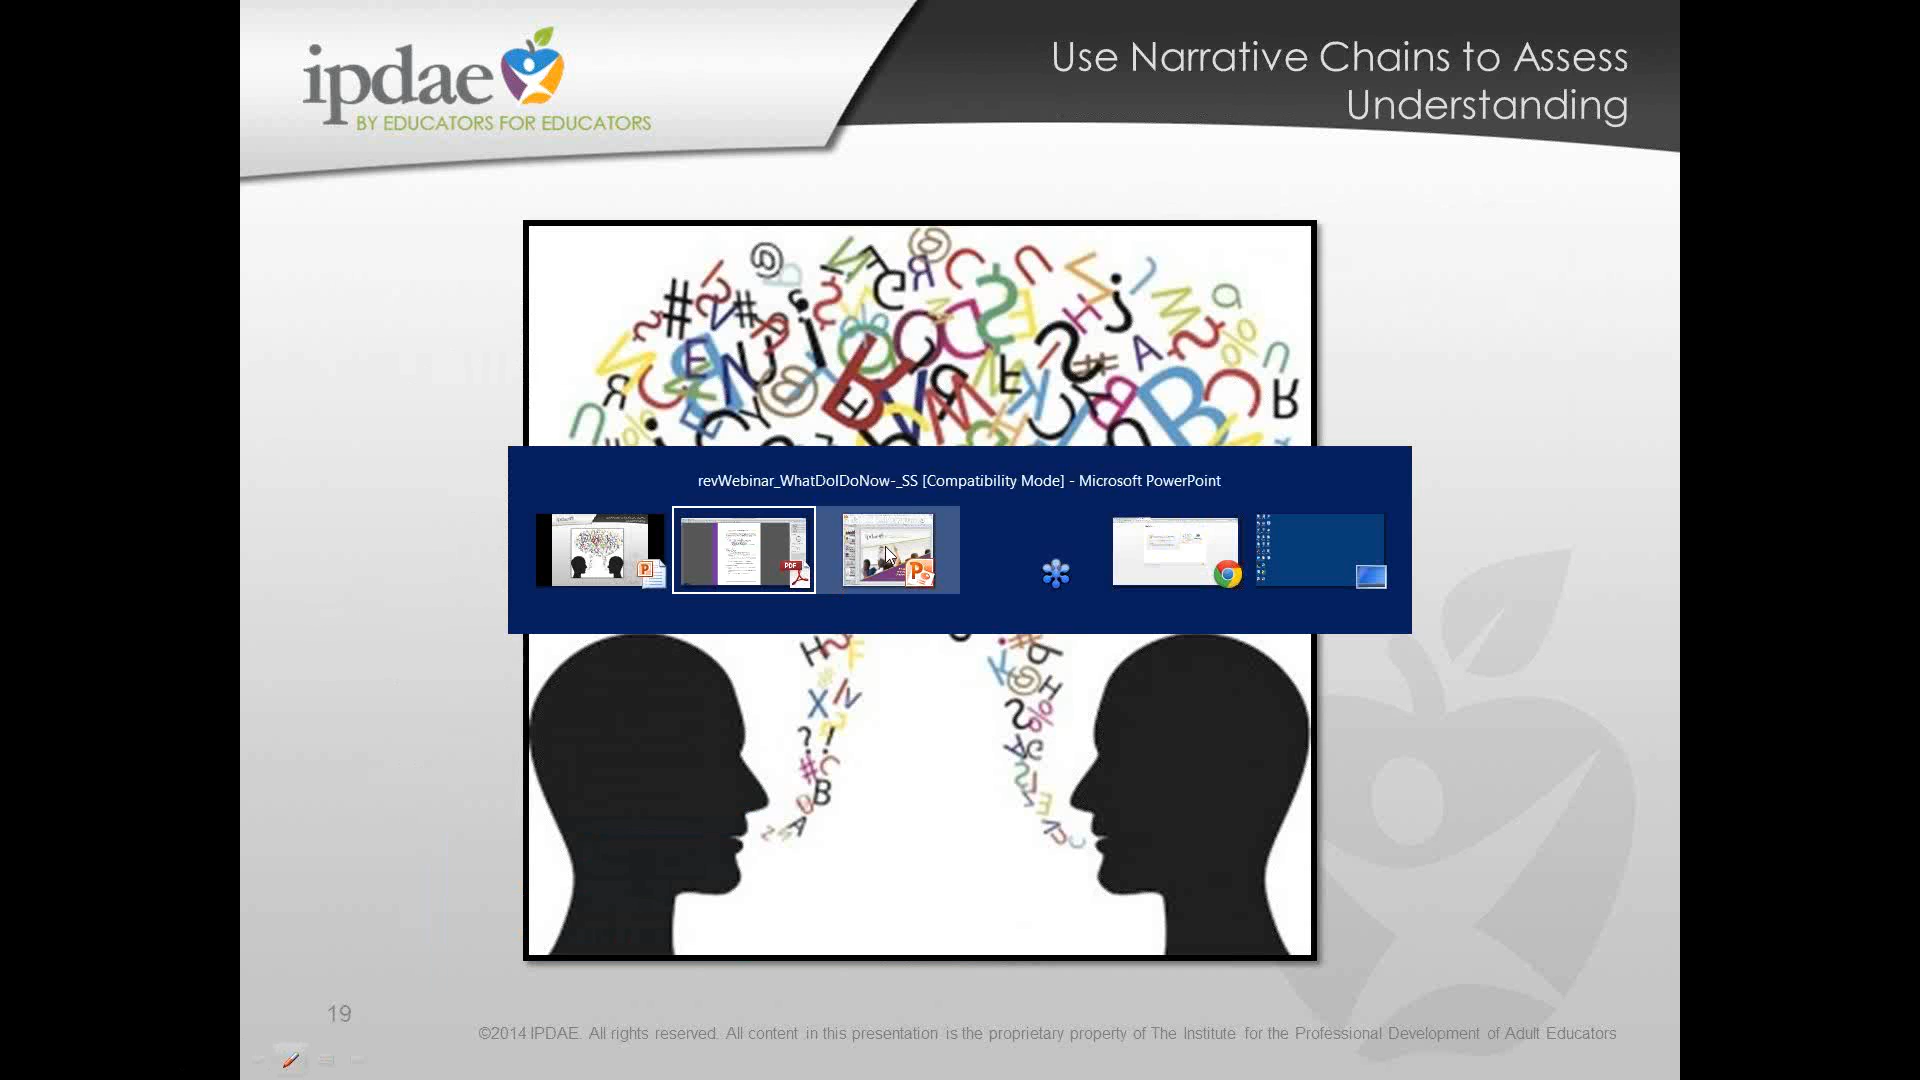 ipdae
BY EDUCATORS FOR EDUCATORS
Use Narrative Chains to Assess
Understanding
revWebinar_WhatDoIDoNow-_SS [Compatibility Mode] - Microsoft PowerPoint
19
©2014 IPDAE. All rights reserved. All content in this presentation is the proprietary property of The Institute for the Professional Development of Adult Educators